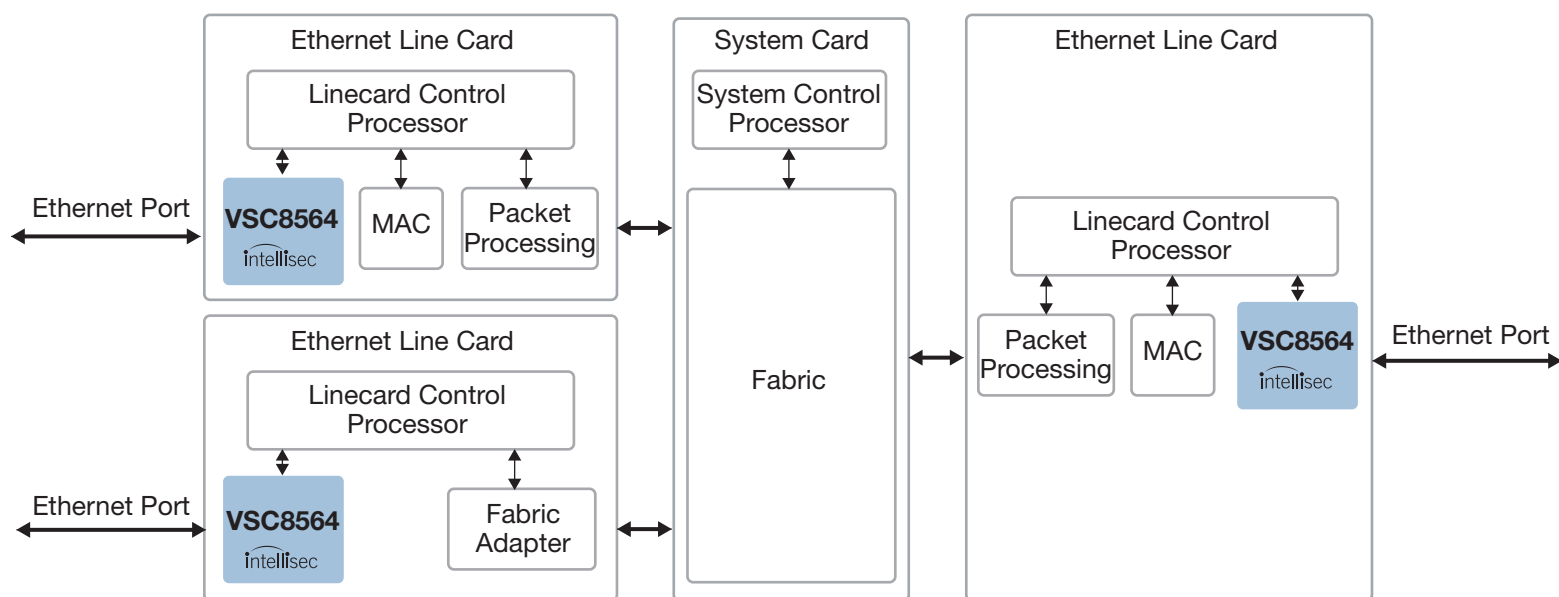 Ethernet Line Card
Linecard Control
Processor
Ethernet Port
VSC8564
intellisec
MAC
Packet
Processing
Ethernet Line Card
Linecard Control
Processor
Ethernet Port
VSC8564
intellisec
Fabric
Adapter
System Card
System Control
Processor
Fabric
Ethernet Line Card
Linecard Control
Processor
Packet
Processing
MAC
VSC8564
intellisec
Ethernet Port